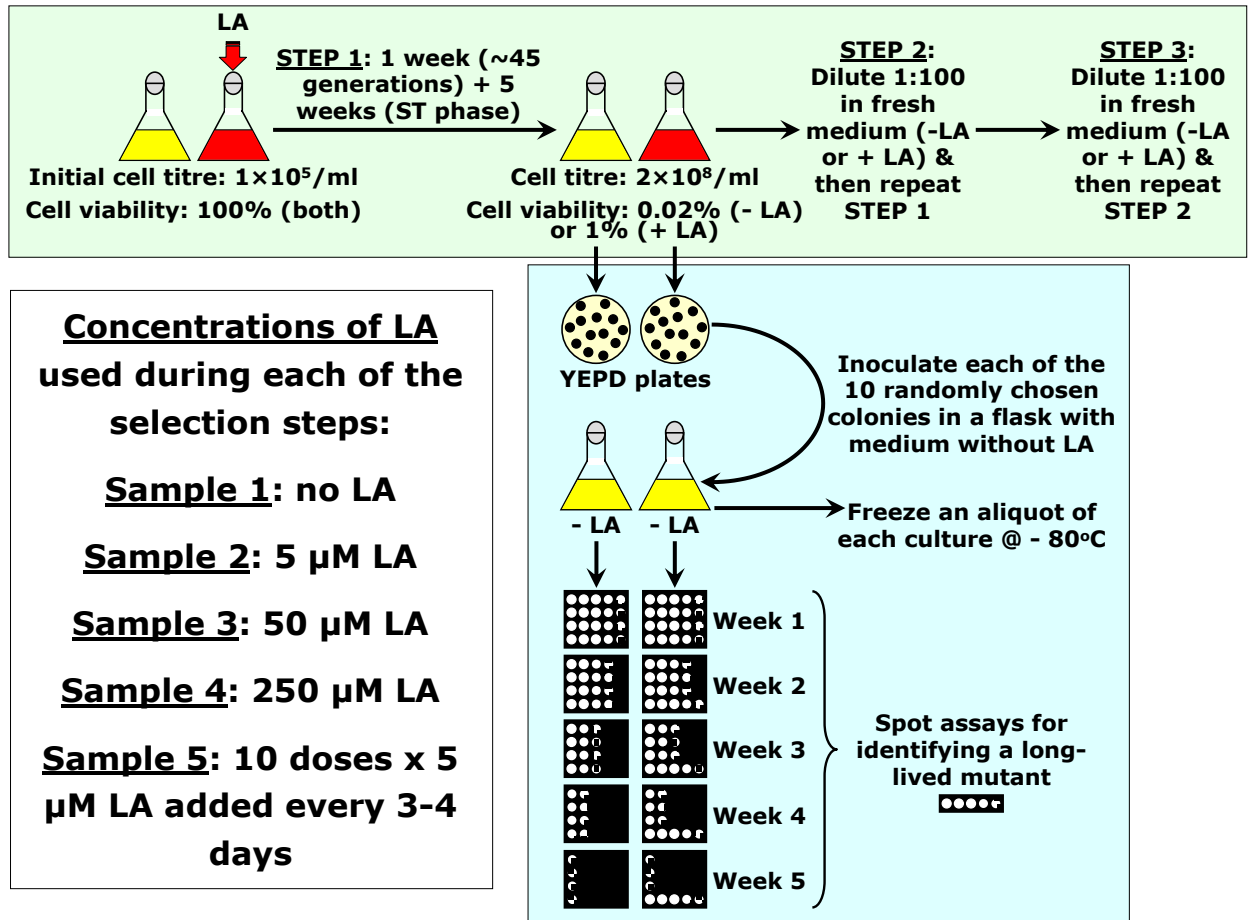 LA
STEP 1: 1 week (~45
generations) + 5
weeks (ST phase)
Initial cell titre: 1×10⁵/ml
Cell viability: 100% (both)
Cell titre: 2×10⁸/ml
Cell viability: 0.02% (- LA)
or 1% (+ LA)
STEP 2:
Dilute 1:100
in fresh
medium (-LA
or + LA) &
then repeat
STEP 1
STEP 3:
Dilute 1:100
in fresh
medium (-LA
or + LA) &
then repeat
STEP 2
Concentrations of LA
used during each of the
selection steps:
Sample 1: no LA
Sample 2: 5 µM LA
Sample 3: 50 µM LA
Sample 4: 250 µM LA
Sample 5: 10 doses x 5
µM LA added every 3-4
days
YEPD plates
Inoculate each of the
10 randomly chosen
colonies in a flask with
medium without LA
- LA
- LA
Freeze an aliquot of
each culture @ - 80ºC
Week 1
Week 2
Week 3
Week 4
Week 5
Spot assays for
identifying a long-
lived mutant